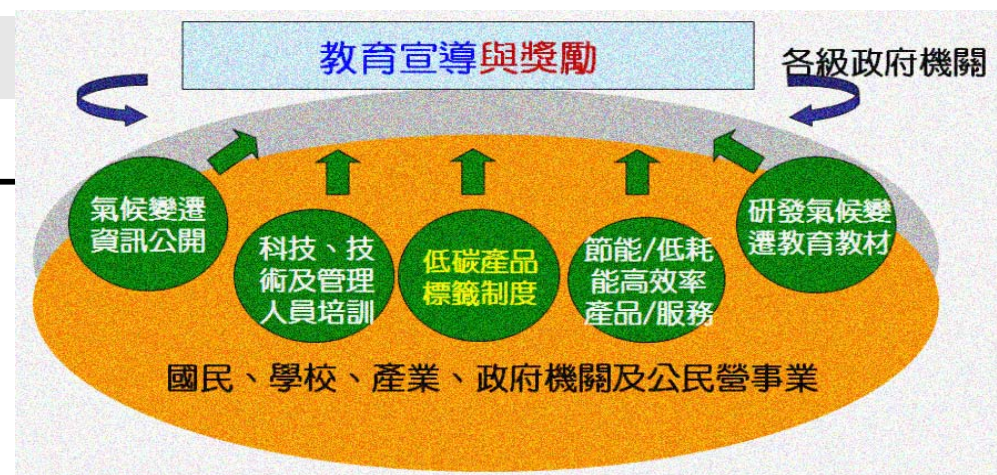 教育宣導與獎勵
各級政府機關
氣候變遷
資訊公開
科技、技
術及管理
人員培訓
低碳產品
標籤制度
節能/低耗
能高效率
產品/服務
研發氣候變
遷教育教材
國民、學校、產業、政府機關及公民營事業